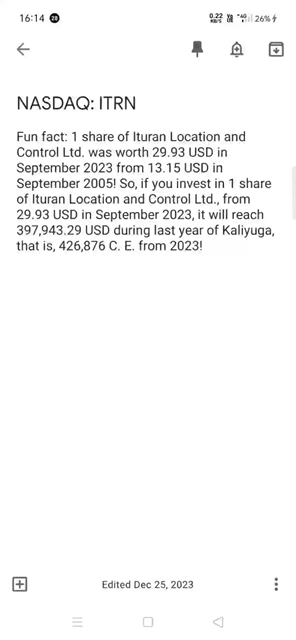 16:14 28 0.22 KB/S 4G 26%
NASDAQ: ITRN
Fun fact: 1 share of Ituran Location and
Control Ltd. was worth 29.93 USD in
September 2023 from 13.15 USD in
September 2005! So, if you invest in 1 share
of Ituran Location and Control Ltd., from
29.93 USD in September 2023, it will reach
397,943.29 USD during last year of Kaliyuga,
that is, 426,876 C. E. from 2023!
Edited Dec 25, 2023